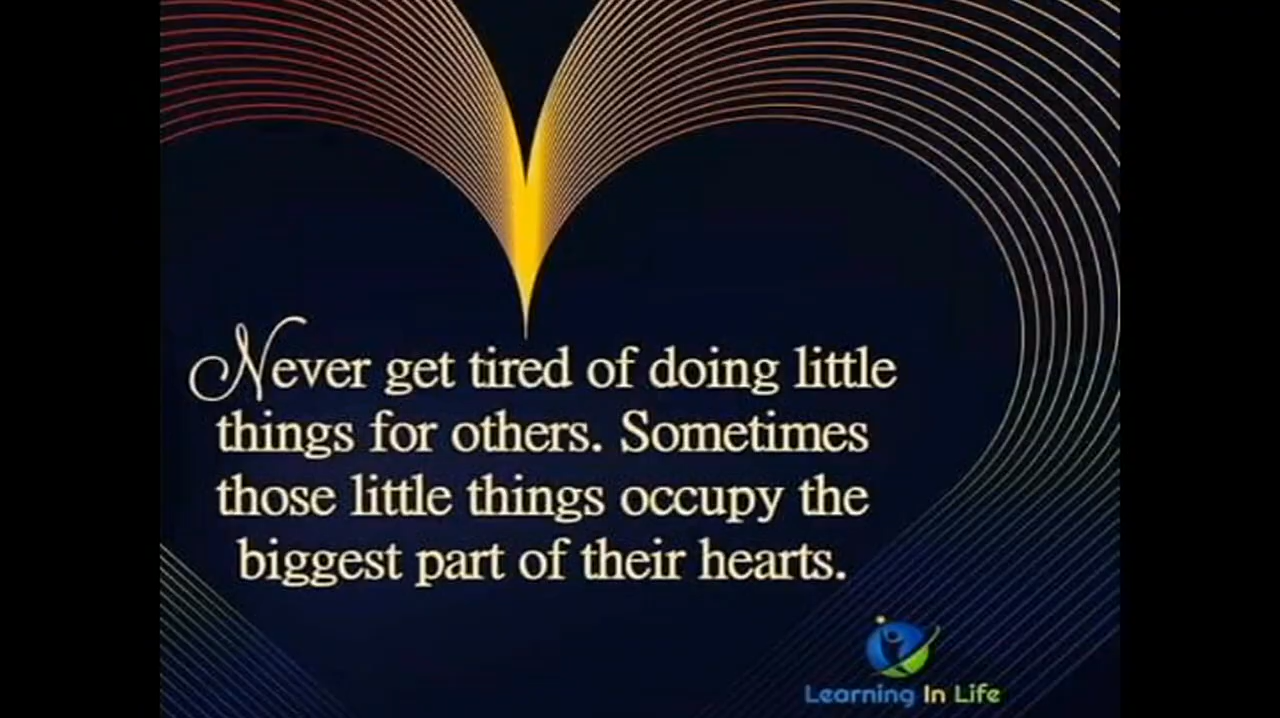 Never get tired of doing little
things for others. Sometimes
those little things occupy the
biggest part of their hearts.
Learning In Life